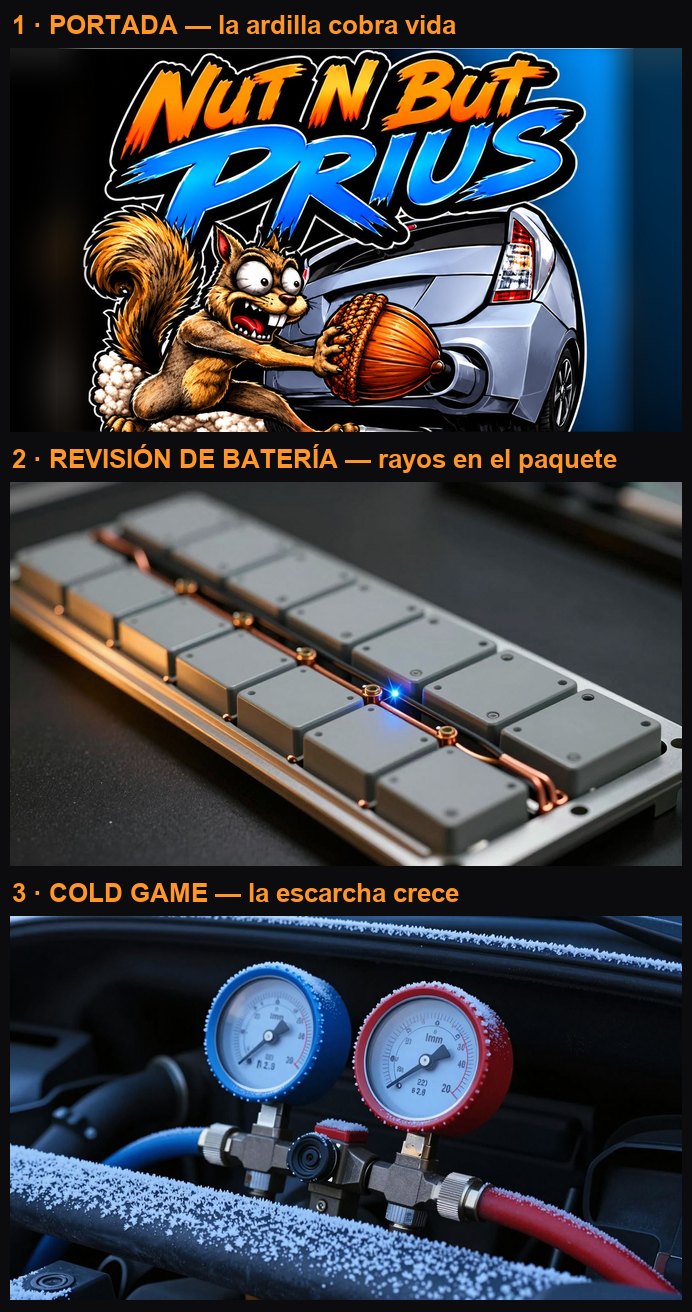 1 · PORTADA — la ardilla cobra vida
NUT N BUT
PRIUS
2 · REVISIÓN DE BATERÍA — rayos en el paquete
3 · COLD GAME — la escarcha crece